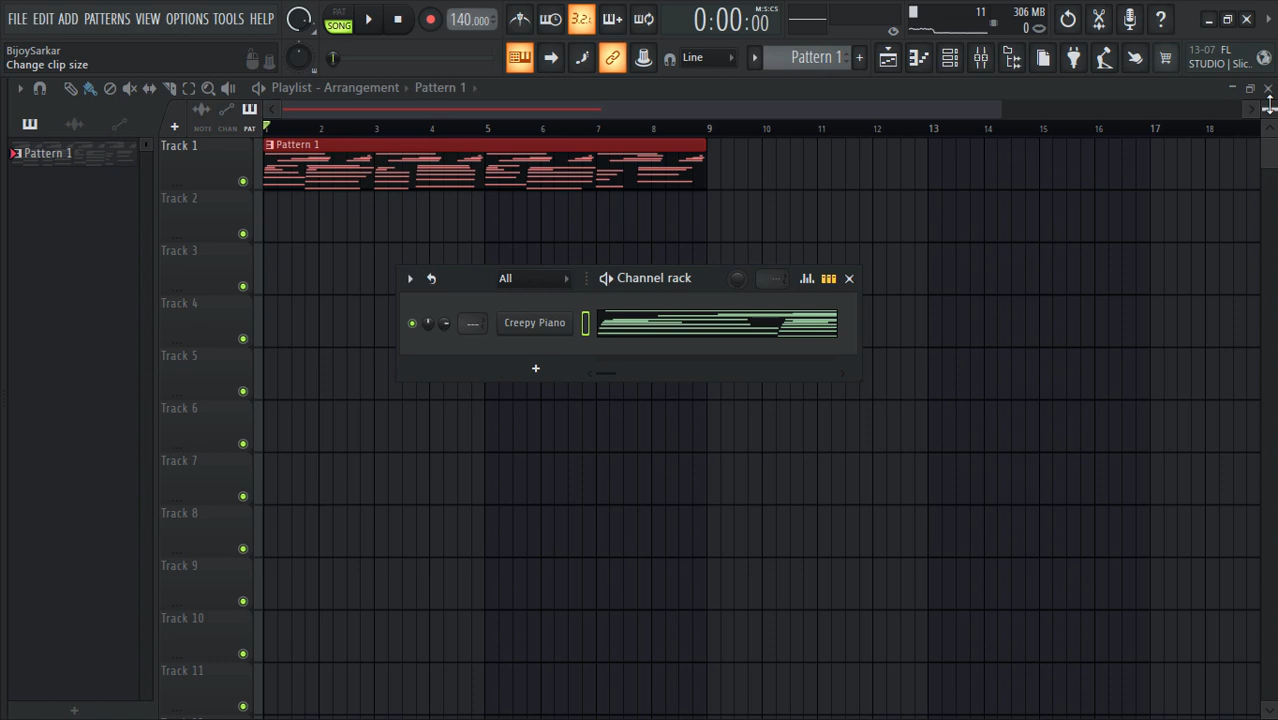 FILE EDIT ADD PATTERNS VIEW OPTIONS TOOLS HELP
PAT
SONG
140.000
3.2.
0:00:00
M:S:CS
11
306 MB
0
BijoySarkar
Change clip size
Line
Pattern 1
13-07 FL
STUDIO | Slic..
Playlist - Arrangement
Pattern 1
NOTE CHAN PAT
1 2 3 4 5 6 7 8 9 10 11 12 13 14 15 16 17 18
Pattern 1
Track 1
Pattern 1
Track 2
Track 3
Track 4
Track 5
Track 6
Track 7
Track 8
Track 9
Track 10
Track 11
All
Channel rack
Creepy Piano